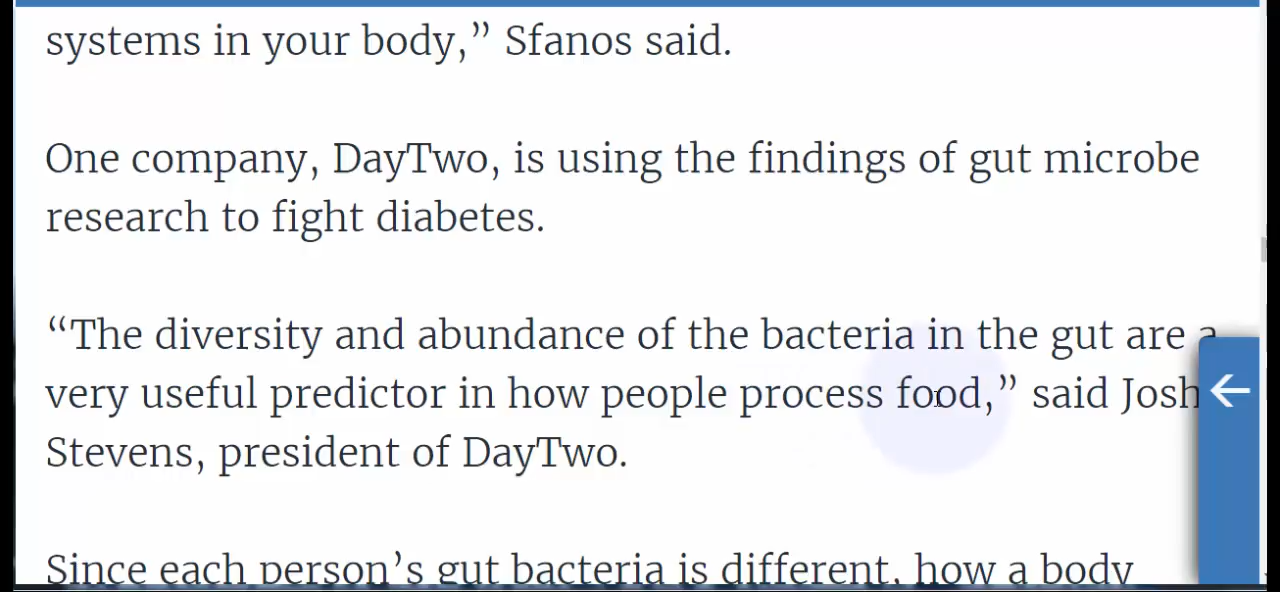 systems in your body,” Sfanos said.
One company, DayTwo, is using the findings of gut microbe
research to fight diabetes.
“The diversity and abundance of the bacteria in the gut are a
very useful predictor in how people process food,” said Josh
Stevens, president of DayTwo.
Since each person’s gut bacteria is different, how a body